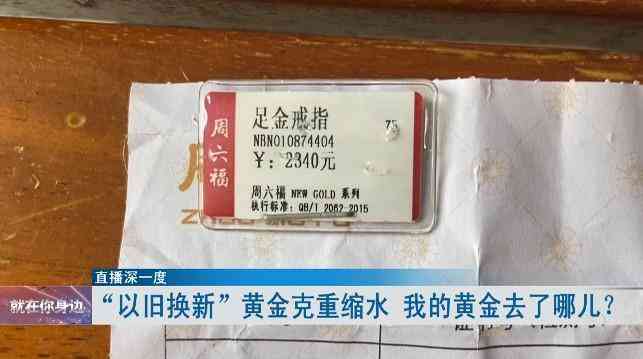 足金戒指
75
NBN010874404
¥：2340元
周六福
周六福 NEW GOLD 系列
执行标准：QB/T 2062-2015
直播深一度
就在你身边
“以旧换新”黄金克重缩水 我的黄金去了哪儿？